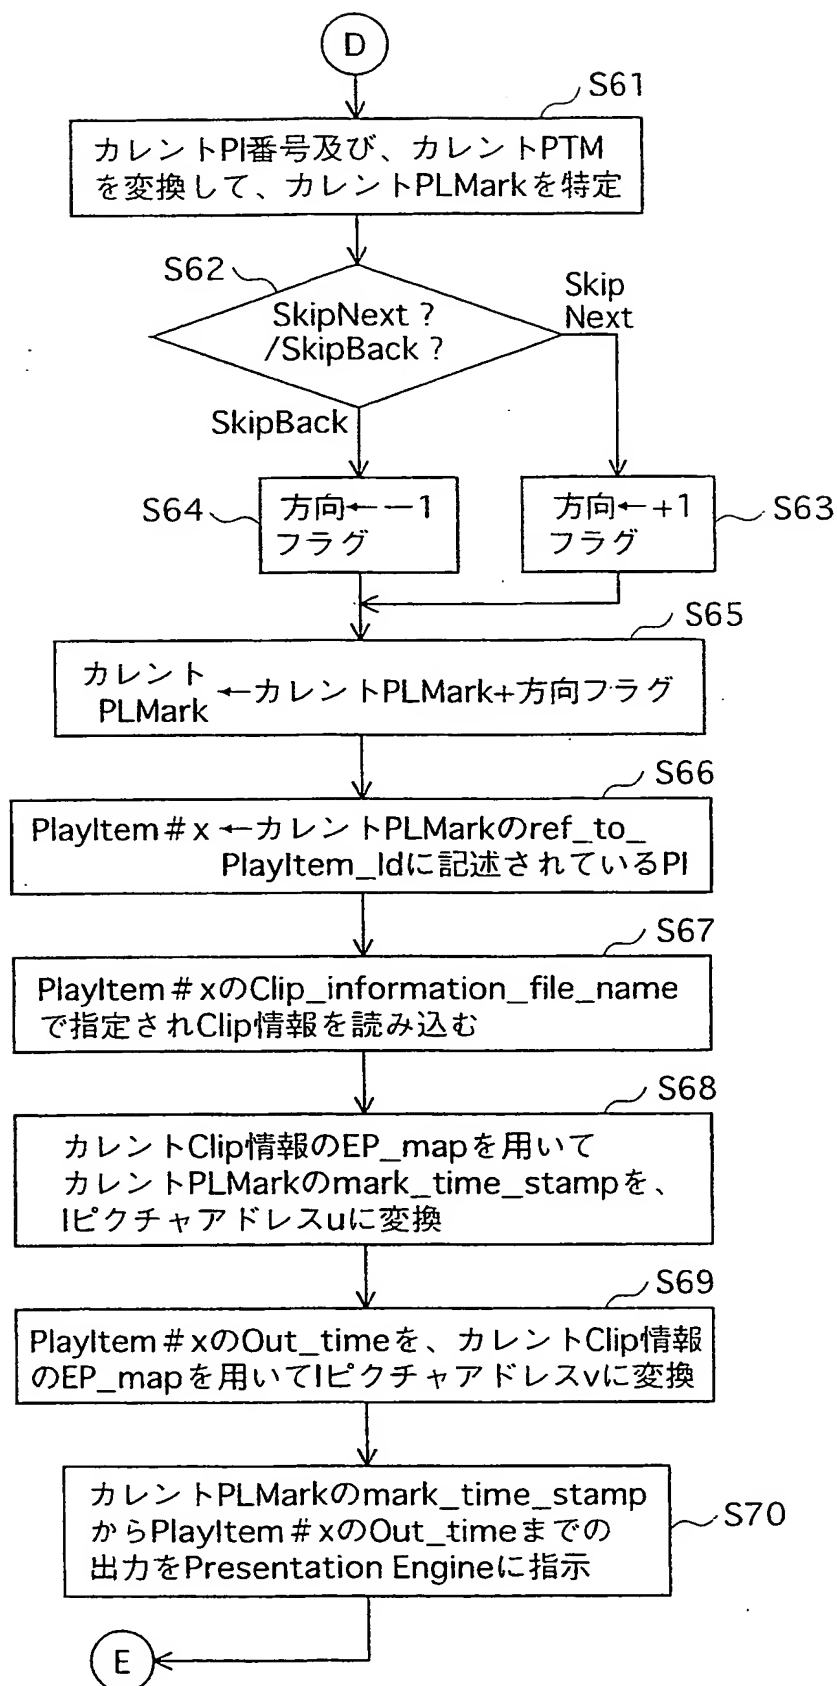 D
S61
カレントPI番号及び、カレントPTM
を変換して、カレントPLMarkを特定
S62
SkipNext ?
/SkipBack ?
Skip
Next
SkipBack
S64
方向←−1
フラグ
方向←+1
フラグ
S63
S65
カレント
PLMark
←カレントPLMark+方向フラグ
S66
PlayItem#x←カレントPLMarkのref_to_
PlayItem_Idに記述されているPI
S67
PlayItem#xのClip_information_file_name
で指定されClip情報を読み込む
S68
カレントClip情報のEP_mapを用いて
カレントPLMarkのmark_time_stampを、
Iピクチャアドレスuに変換
S69
PlayItem#xのOut_timeを、カレントClip情報
のEP_mapを用いてIピクチャアドレスvに変換
カレントPLMarkのmark_time_stamp
からPlayItem#xのOut_timeまでの
出力をPresentation Engineに指示
S70
E